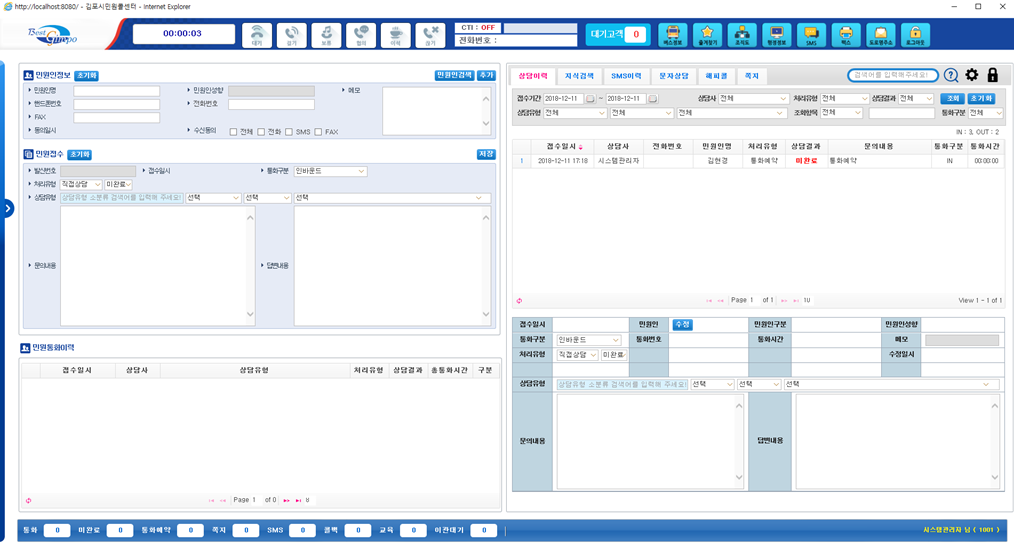 http://localhost:8080/ - 김포시민원콜센터 - Internet Explorer
Best Gimpo
00:00:03
대기 걸기 보류 협의 이석 끊기
CTI : OFF
전화번호 :
대기고객 0
버스정보 즐겨찾기 조직도 행정정보 SMS 팩스 도로명주소 로그아웃
민원인정보 초기화 민원인검색 추가
민원인명 민원인성향 메모
핸드폰번호 전화번호
FAX
동의일시 수신동의 전체 전화 SMS FAX
민원접수 초기화 저장
발신번호 접수일시 통화구분 인바운드
처리유형 직접상담 미완료
상담유형 상담유형 소분류 검색어를 입력해 주세요! 선택 선택 선택
문의내용 답변내용
민원통화이력
접수일시 상담사 상담유형 처리유형 상담결과 총통화시간 구분
Page 1 of 0 8
상담이력 지식검색 SMS이력 문자상담 해피콜 쪽지 검색어를 입력해주세요!
접수기간 2018-12-11 ~ 2018-12-11 상담사 전체 처리유형 전체 상담결과 전체 조회 초기화
상담유형 전체 전체 전체 조회항목 전체 통화구분 전체
IN : 3, OUT : 2
접수일시 상담사 전화번호 민원인명 처리유형 상담결과 문의내용 통화구분 통화시간
1 2018-12-11 17:18 시스템관리자 김현경 통화예약 미완료 통화예약 IN 00:00:00
Page 1 of 1 10 View 1 - 1 of 1
접수일시 민원인 수정 민원인구분 민원인성향
통화구분 인바운드 통화번호 통화시간 메모
처리유형 직접상담 미완료 수정일시
상담유형 상담유형 소분류 검색어를 입력해 주세요! 선택 선택 선택
문의내용 답변내용
통화 0 미완료 0 통화예약 0 쪽지 0 SMS 0 콜백 0 교육 0 이관대기 0 시스템관리자 님 ( 1001 )